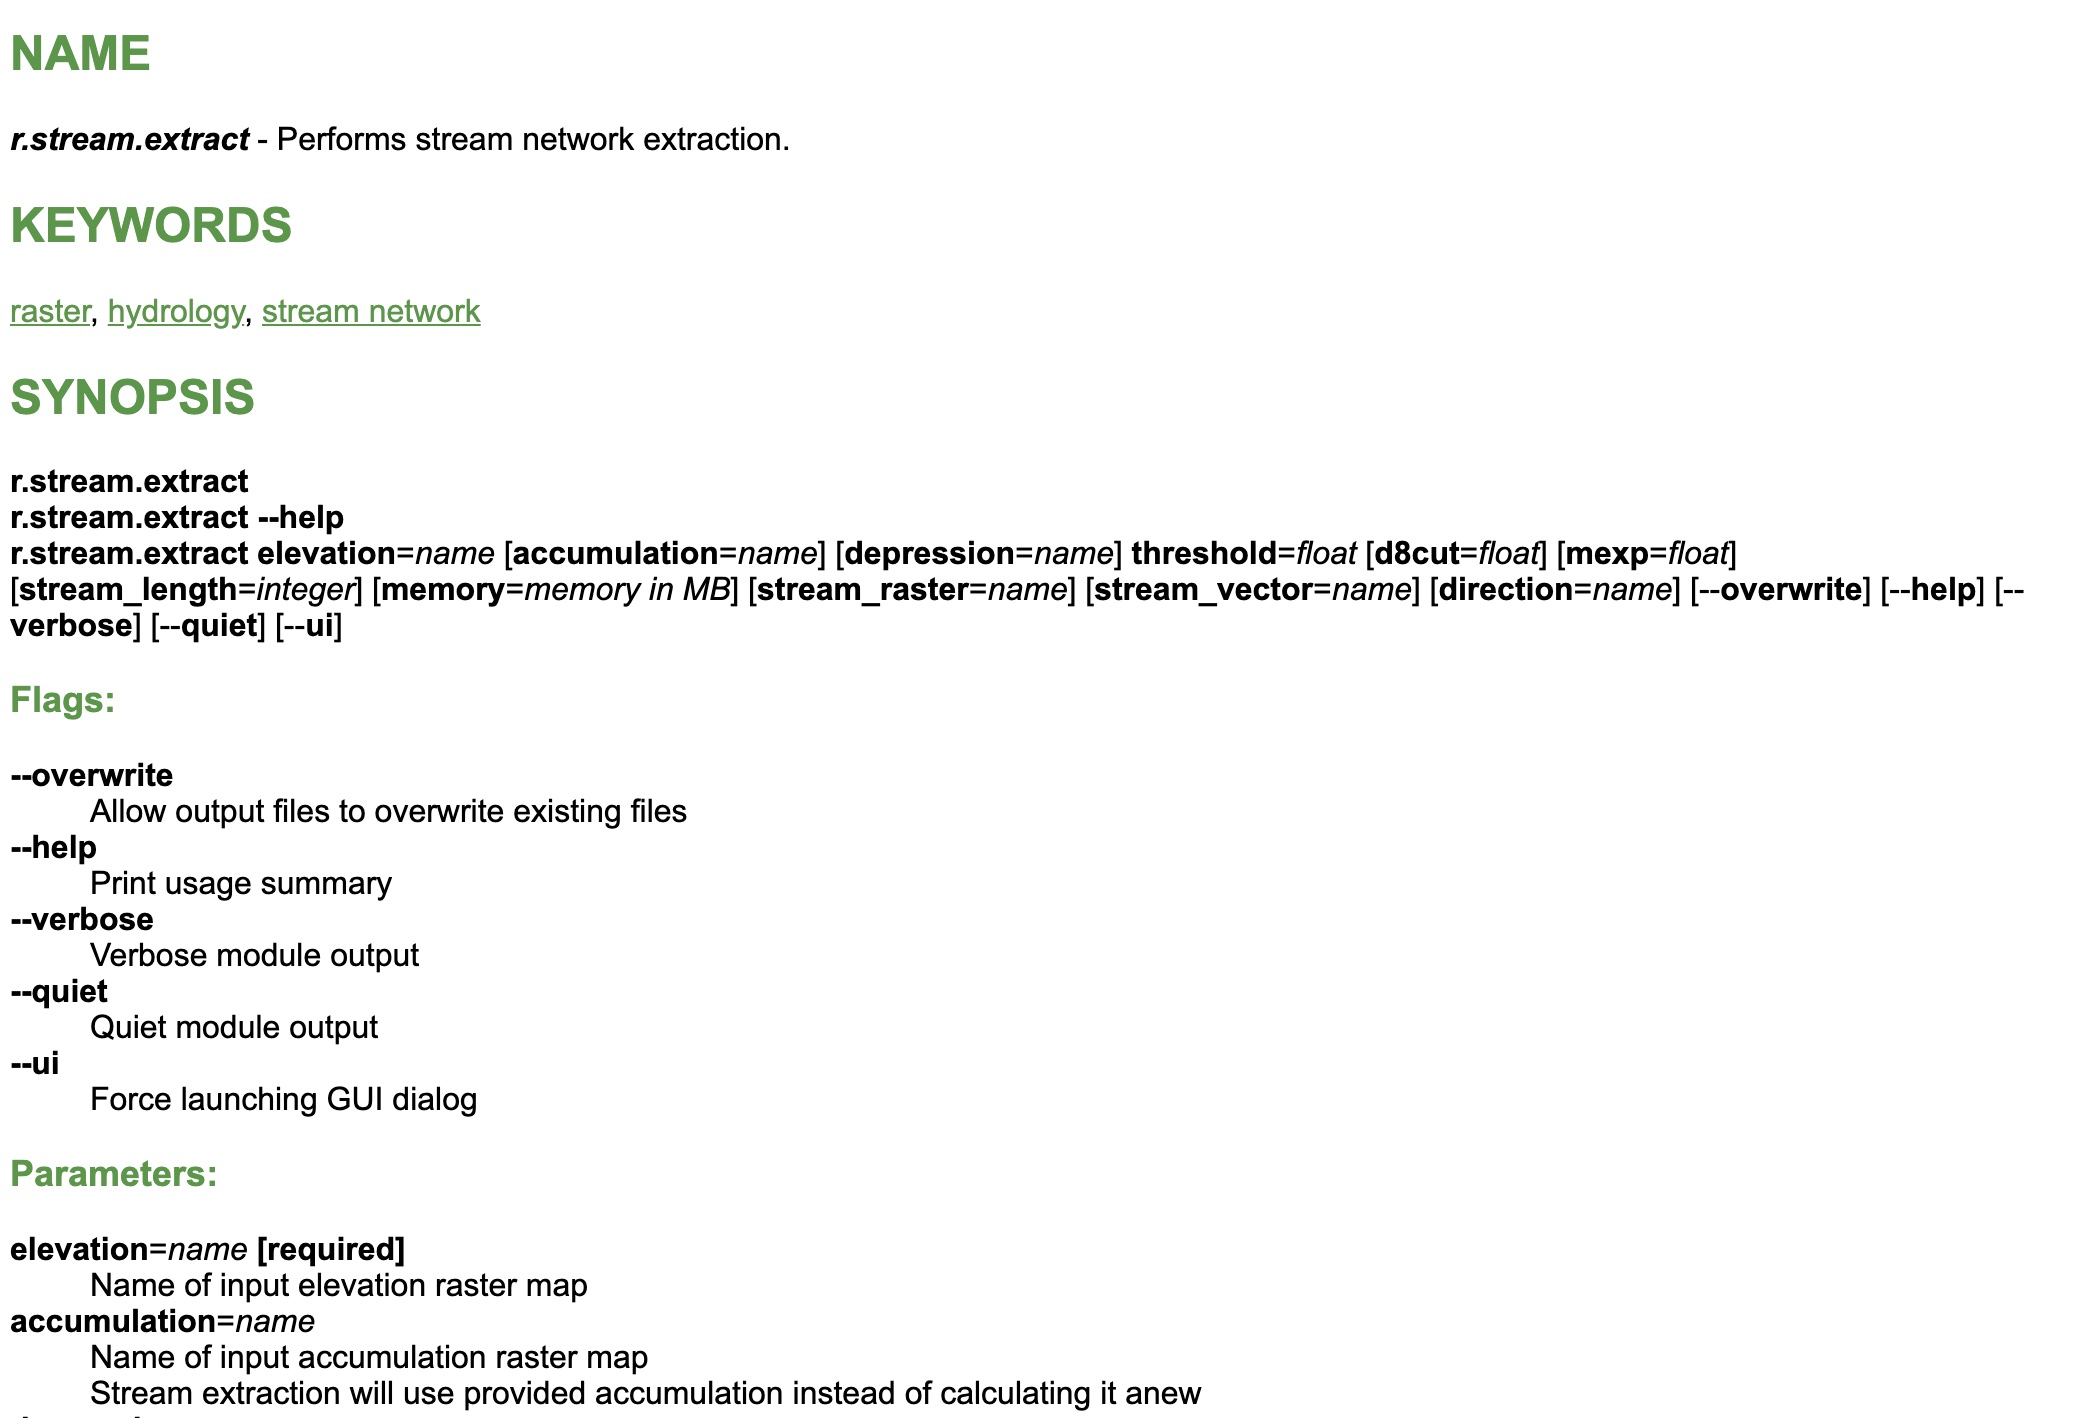 NAME
r.stream.extract - Performs stream network extraction.
KEYWORDS
raster, hydrology, stream network
SYNOPSIS
r.stream.extract
r.stream.extract --help
r.stream.extract elevation=name [accumulation=name] [depression=name] threshold=float [d8cut=float] [mexp=float]
[stream_length=integer] [memory=memory in MB] [stream_raster=name] [stream_vector=name] [direction=name] [--overwrite] [--help] [--
verbose] [--quiet] [--ui]
Flags:
--overwrite
Allow output files to overwrite existing files
--help
Print usage summary
--verbose
Verbose module output
--quiet
Quiet module output
--ui
Force launching GUI dialog
Parameters:
elevation=name [required]
Name of input elevation raster map
accumulation=name
Name of input accumulation raster map
Stream extraction will use provided accumulation instead of calculating it anew